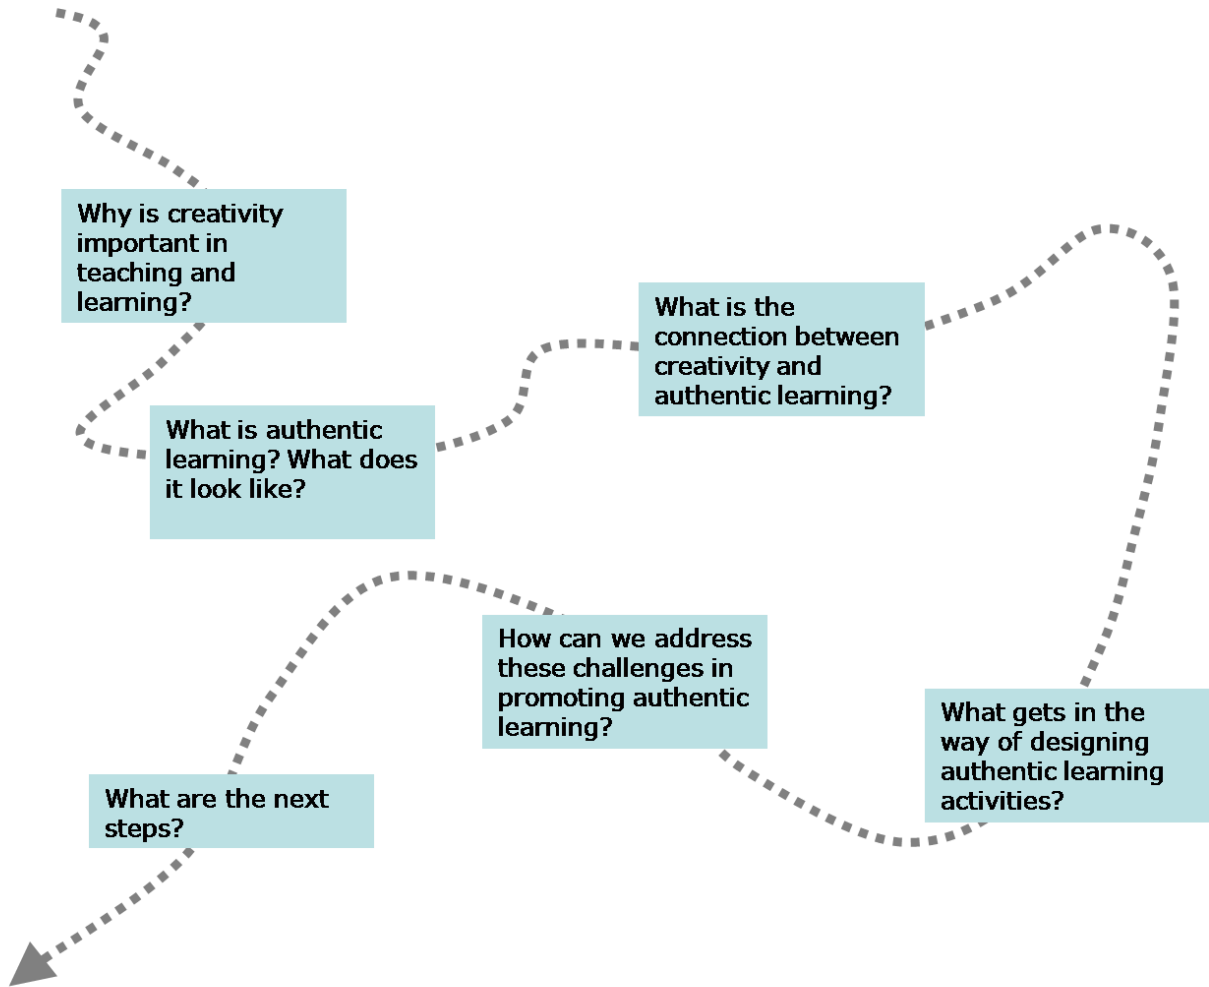 Why is creativity
important in
teaching and
learning?
What is authentic
learning? What does
it look like?
What is the
connection between
creativity and
authentic learning?
What gets in the
way of designing
authentic learning
activities?
How can we address
these challenges in
promoting authentic
learning?
What are the next
steps?